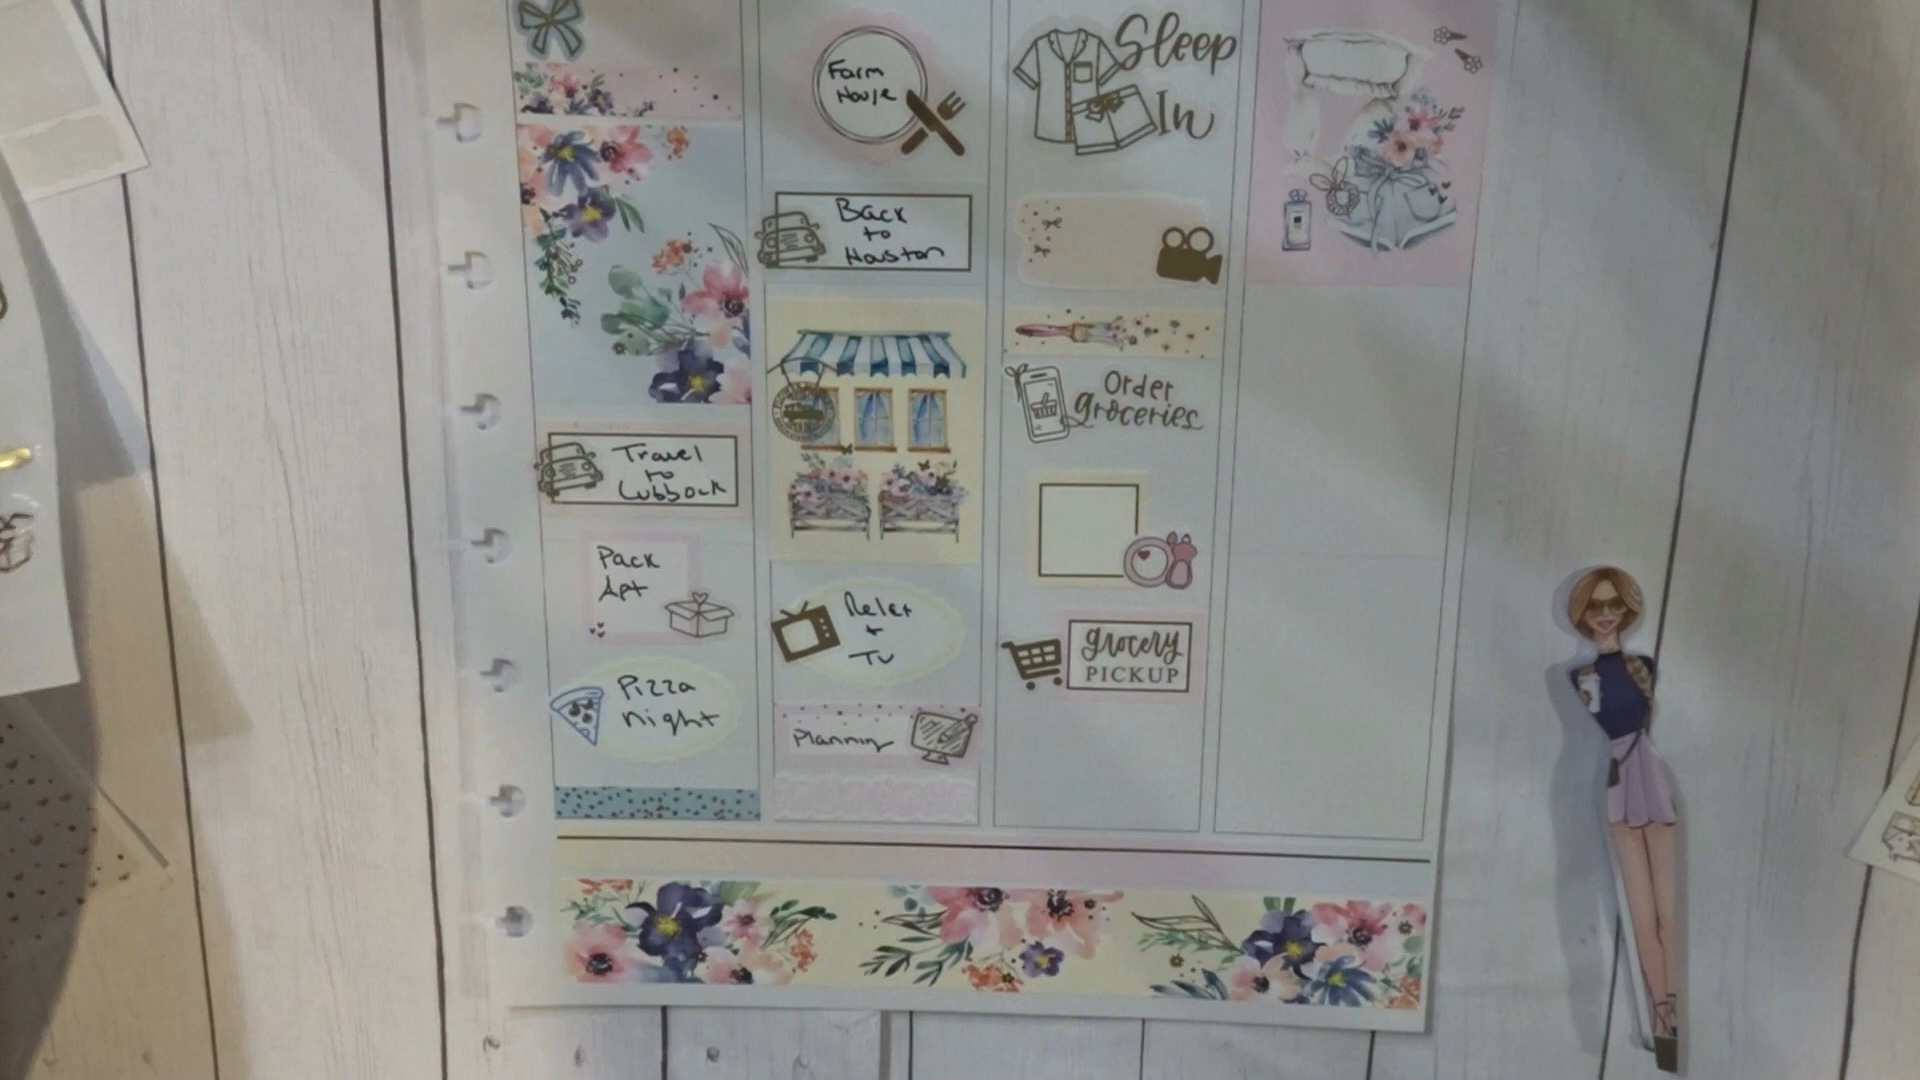 Travel
to
Lubbock
Pack
Apt
Pizza
night
Farm
House
Back
to
Houston
Relax
+
TV
Planning
Sleep
In
Order
groceries
grocery
PICKUP